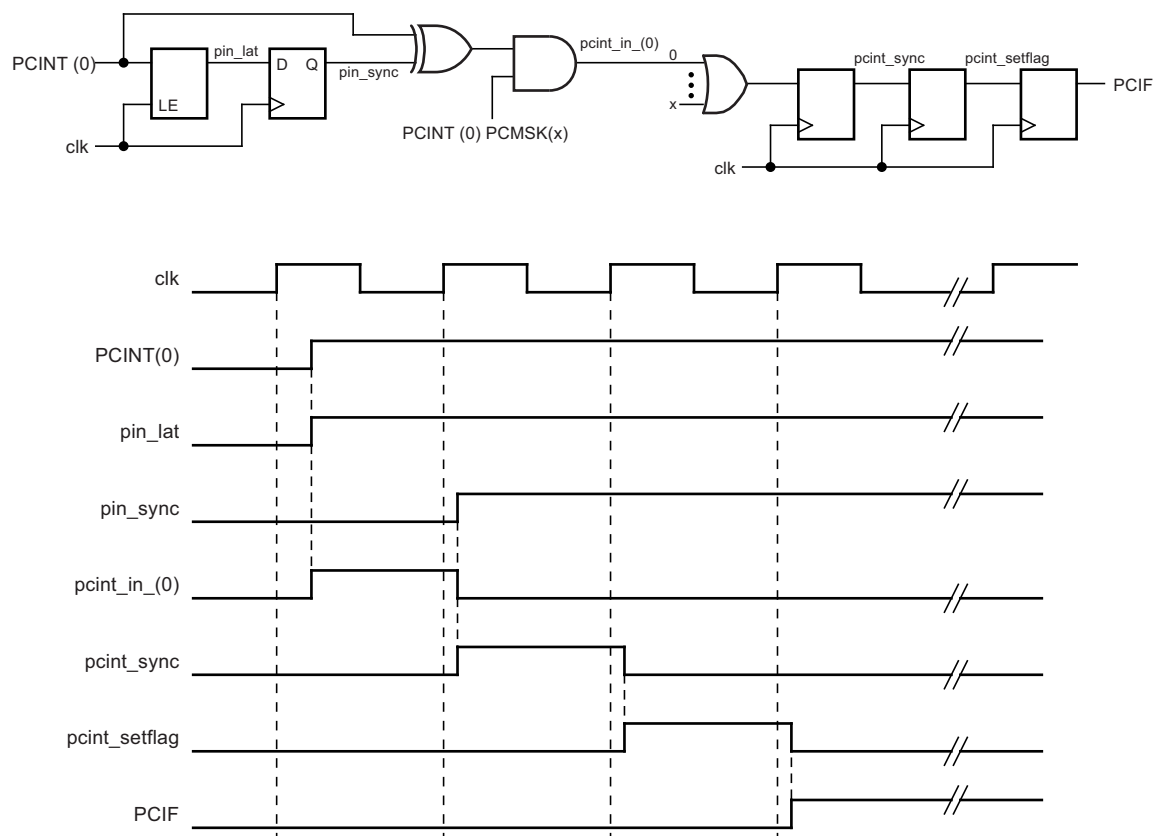 PCINT (0)
pin_lat
LE
clk
D Q
pin_sync
PCINT (0) PCMSK(x)
pcint_in_(0)
0
x
pcint_sync
pcint_setflag
PCIF
clk
clk
PCINT(0)
pin_lat
pin_sync
pcint_in_(0)
pcint_sync
pcint_setflag
PCIF